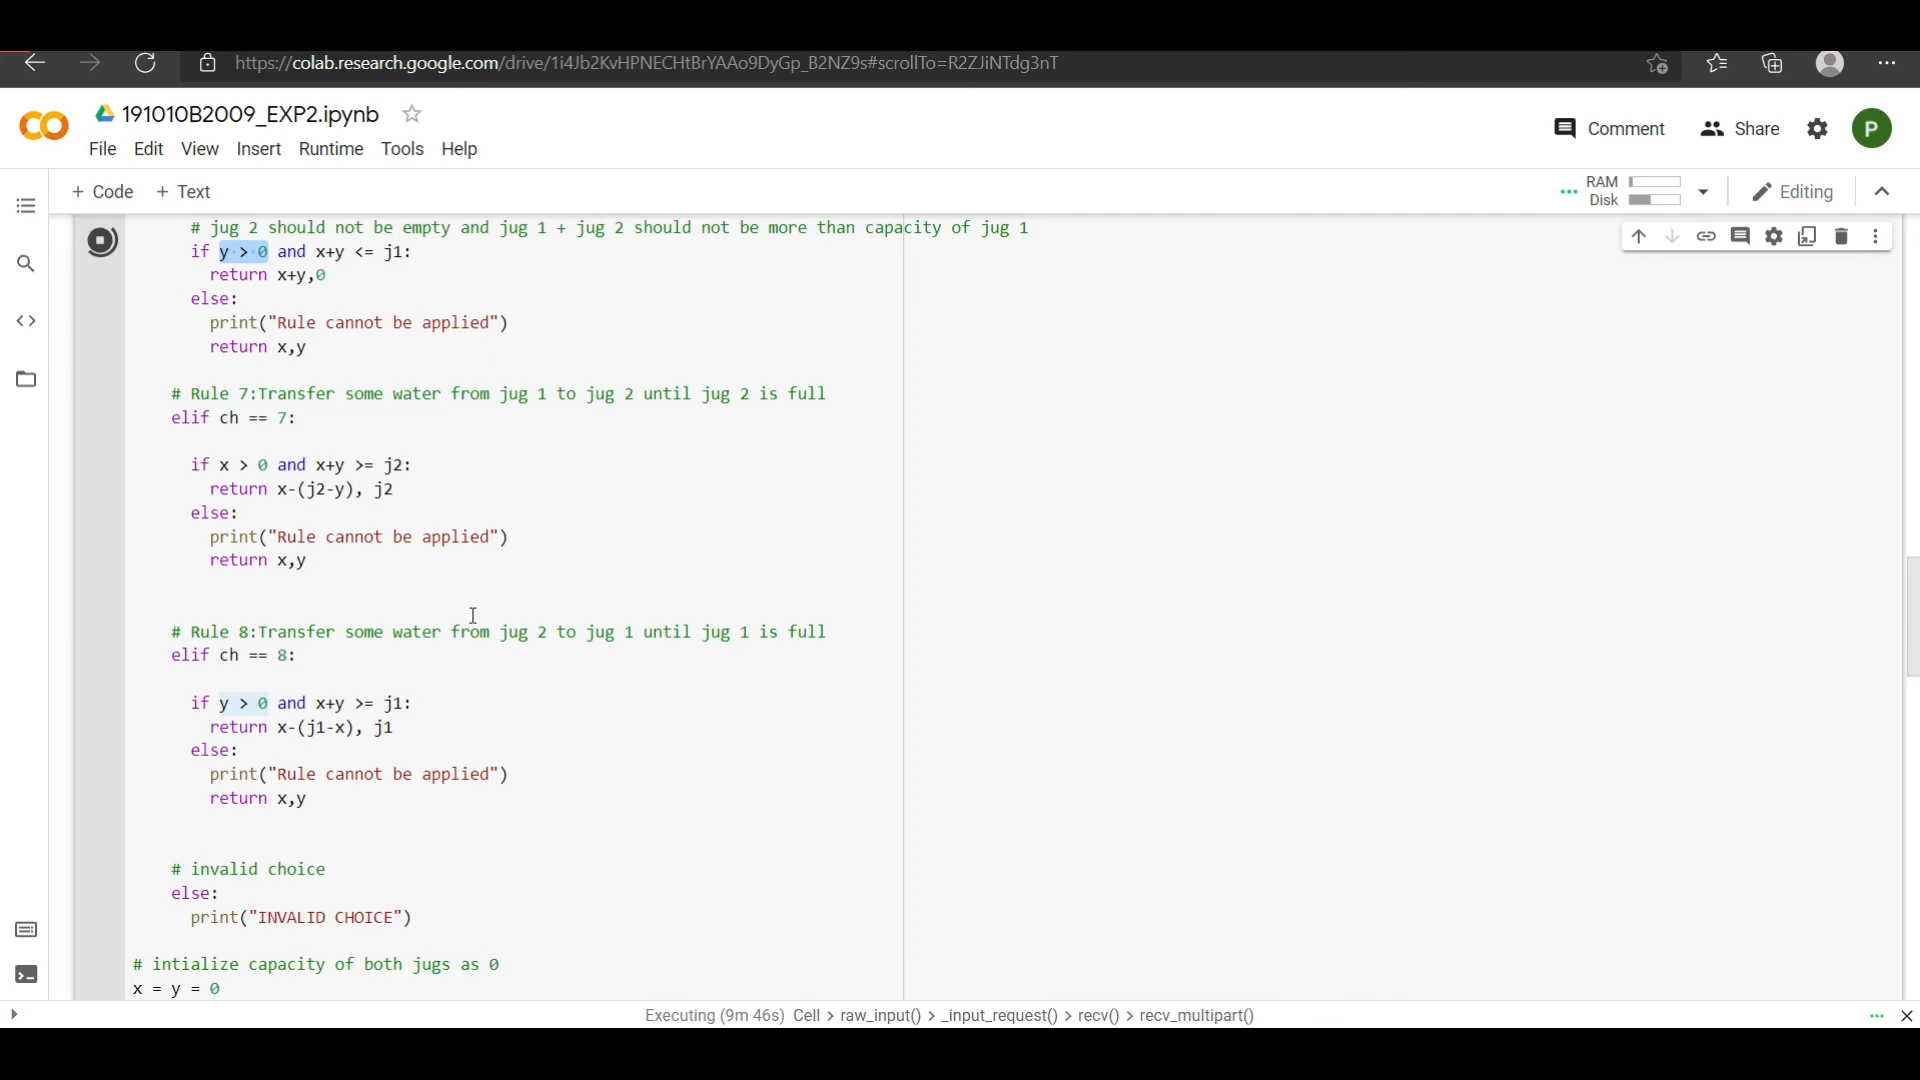 https://colab.research.google.com/drive/1i4Jb2KvHPNECHtBrYAAo9DyGp_B2NZ9s#scrollTo=R2ZJiNTdg3nT
191010B2009_EXP2.ipynb
File Edit View Insert Runtime Tools Help
Comment
Share
P
+ Code + Text
RAM
Disk
Editing
# jug 2 should not be empty and jug 1 + jug 2 should not be more than capacity of jug 1
if y > 0 and x+y <= j1:
return x+y,0
else:
print("Rule cannot be applied")
return x,y
# Rule 7:Transfer some water from jug 1 to jug 2 until jug 2 is full
elif ch == 7:
if x > 0 and x+y >= j2:
return x-(j2-y), j2
else:
print("Rule cannot be applied")
return x,y
# Rule 8:Transfer some water from jug 2 to jug 1 until jug 1 is full
elif ch == 8:
if y > 0 and x+y >= j1:
return x-(j1-x), j1
else:
print("Rule cannot be applied")
return x,y
# invalid choice
else:
print("INVALID CHOICE")
# intialize capacity of both jugs as 0
x = y = 0
Executing (9m 46s) Cell > raw_input() > _input_request() > recv() > recv_multipart()